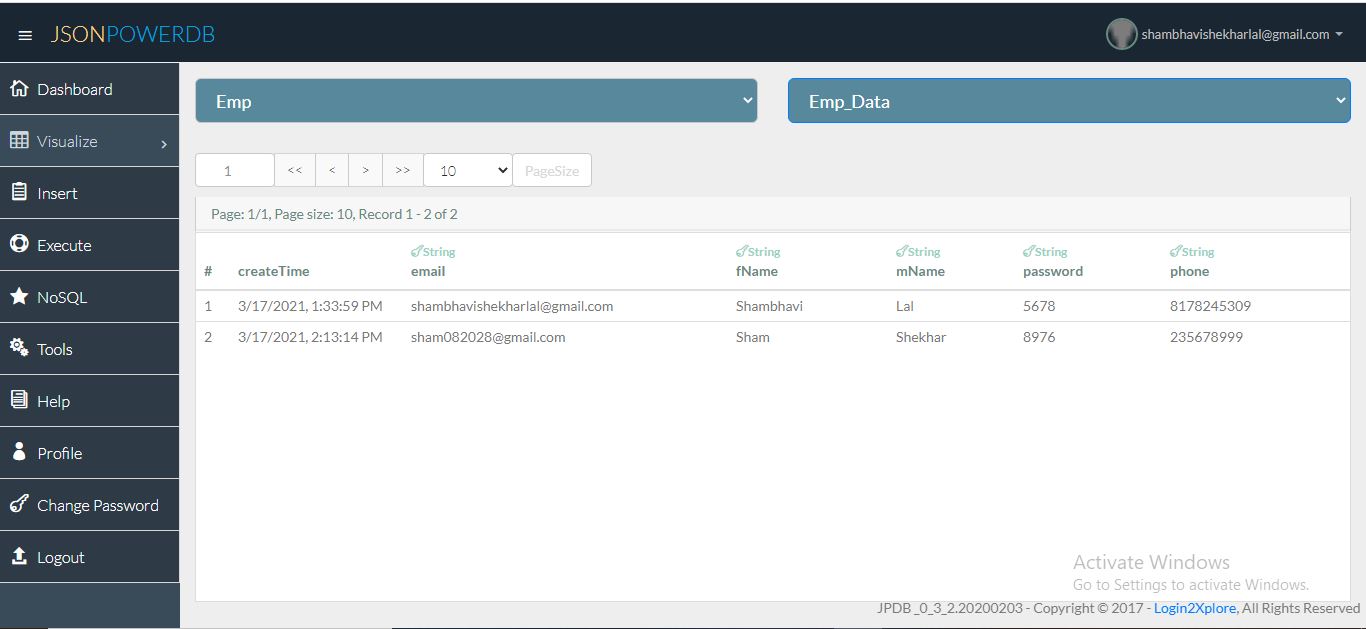 JSONPOWERDB
shambhavishekharlal@gmail.com
Dashboard
Visualize
Insert
Execute
NoSQL
Tools
Help
Profile
Change Password
Logout
Emp
Emp_Data
1 << < > >> 10 PageSize
Page: 1/1, Page size: 10, Record 1 - 2 of 2
String String String String String
# createTime email fName mName password phone
1 3/17/2021, 1:33:59 PM shambhavishekharlal@gmail.com Shambhavi Lal 5678 8178245309
2 3/17/2021, 2:13:14 PM sham082028@gmail.com Sham Shekhar 8976 235678999
Activate Windows
Go to Settings to activate Windows.
JPDB _0_3_2.20200203 - Copyright © 2017 - Login2Xplore, All Rights Reserved